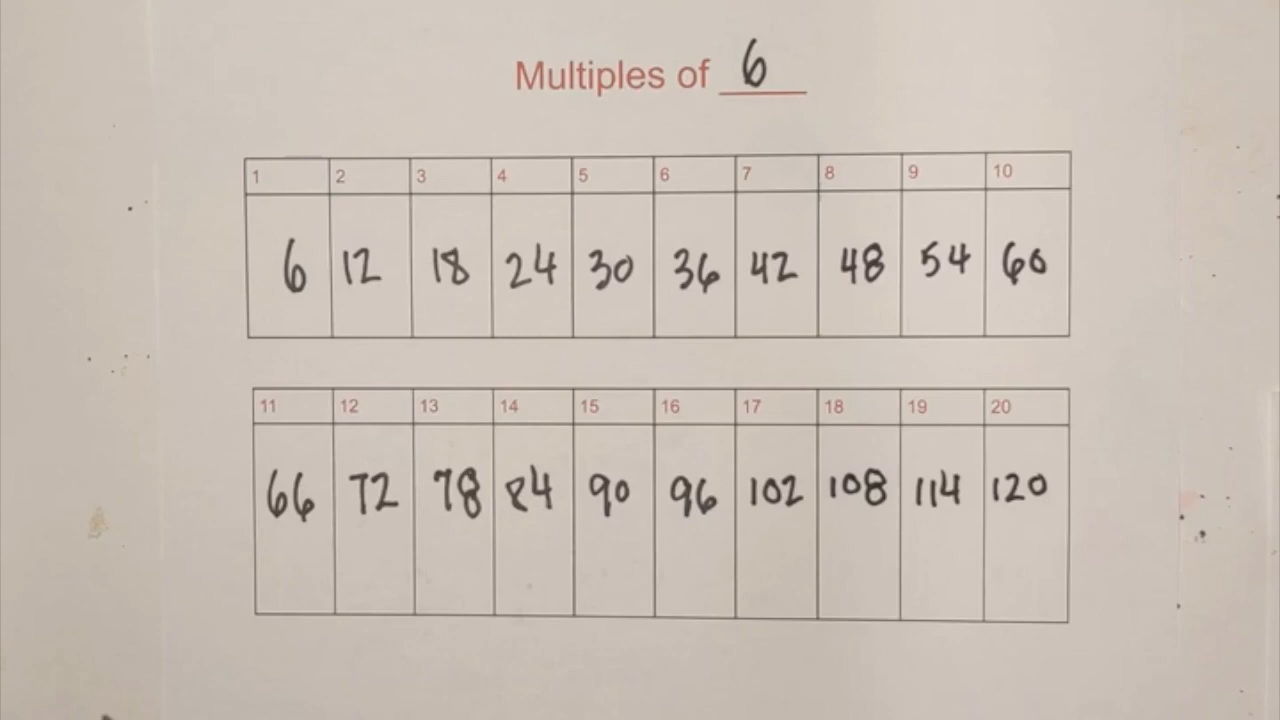 Multiples of 6
1 2 3 4 5 6 7 8 9 10
6 12 18 24 30 36 42 48 54 60
11 12 13 14 15 16 17 18 19 20
66 72 78 84 90 96 102 108 114 120